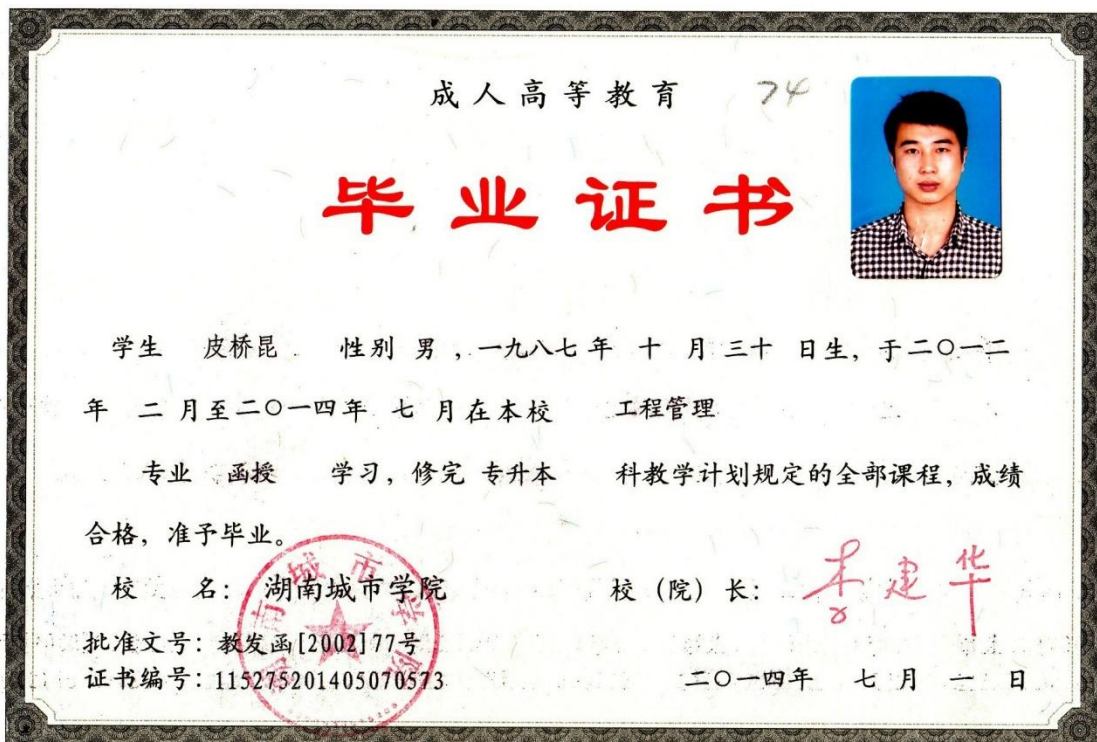 成人高等教育 74
毕业证书
学生 皮桥昆 性别 男 , 一九八七年 十 月 三十 日生, 于二〇一二
年 二 月至二〇一四年 七 月在本校 工程管理
专业 函授 学习, 修完 专升本 科教学计划规定的全部课程, 成绩
合格, 准予毕业。
校 名: 湖南城市学院 校 (院) 长: 李建华
批准文号: 教发函[2002]77号
证书编号: 115275201405070573 二〇一四年 七 月 一 日
湖南城市学院